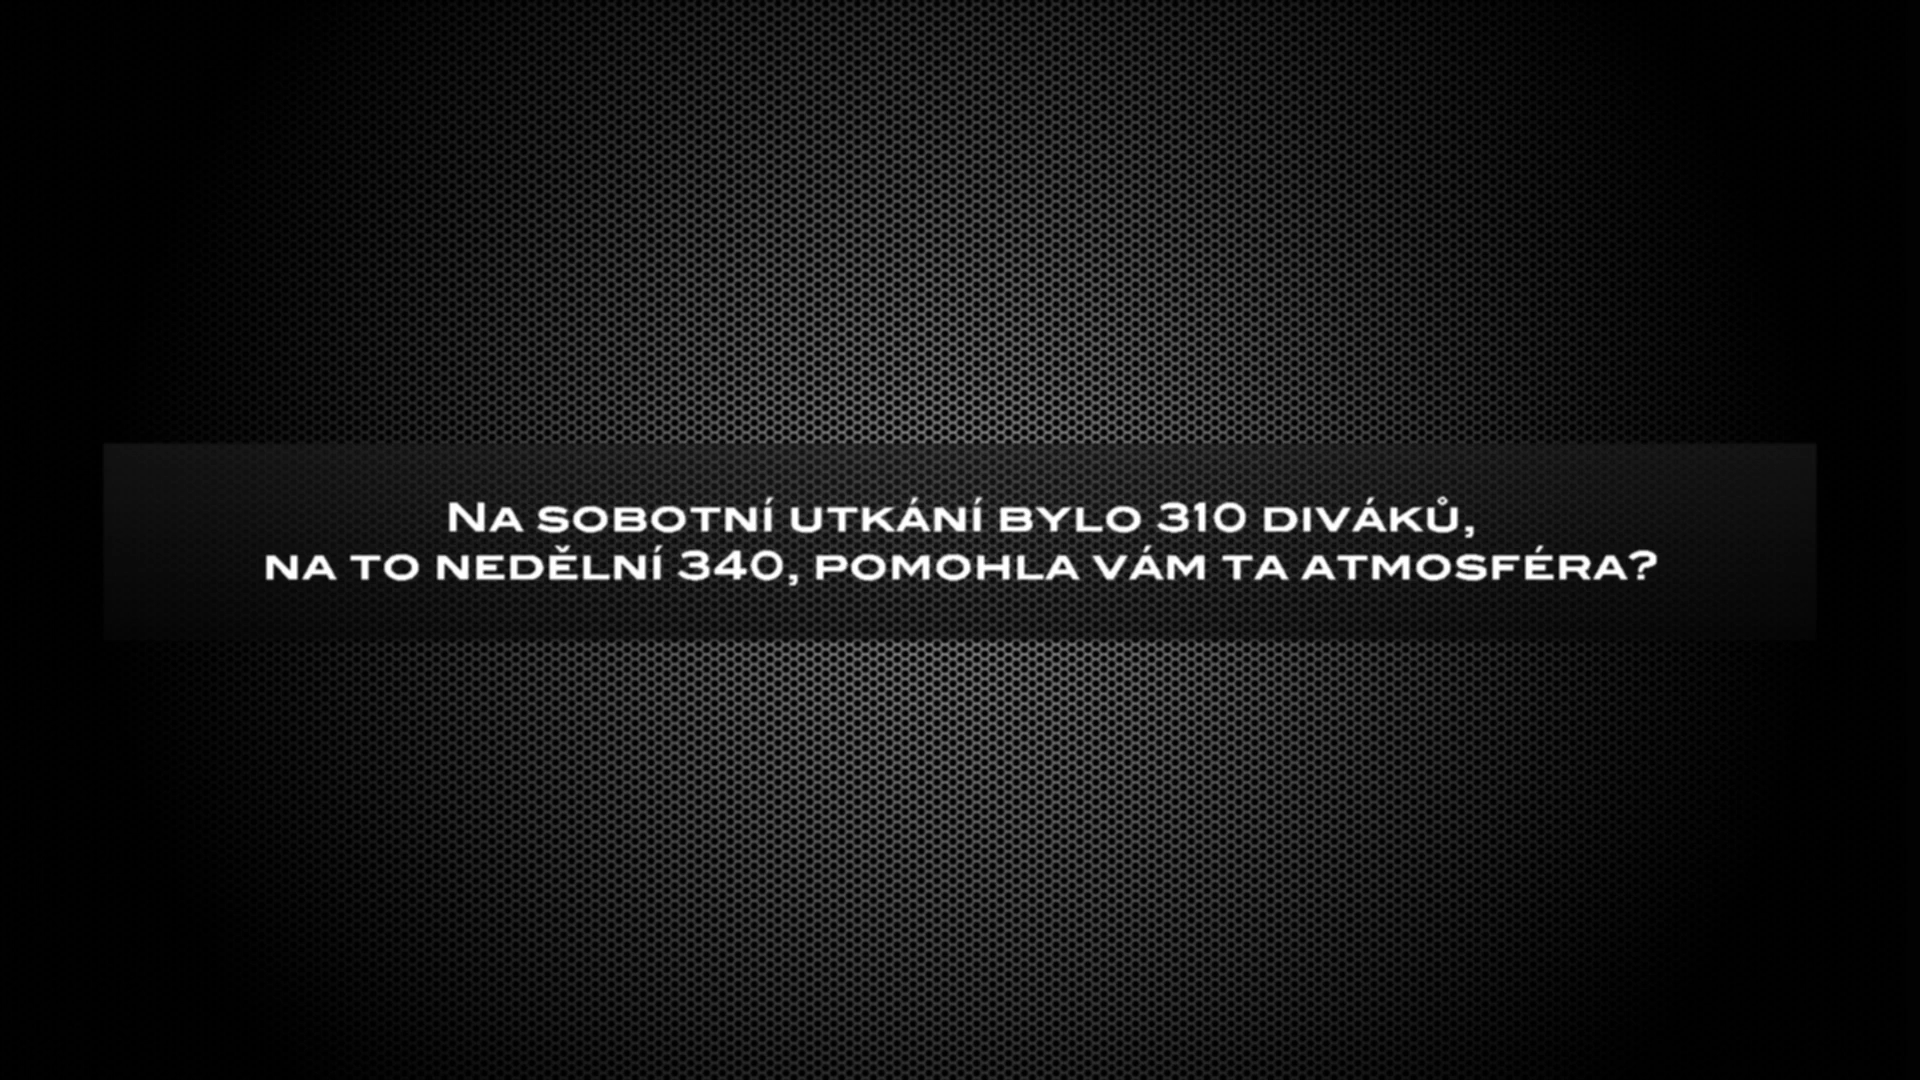 Na sobotní utkání bylo 310 diváků,
na to nedělní 340, pomohla vám ta atmosféra?